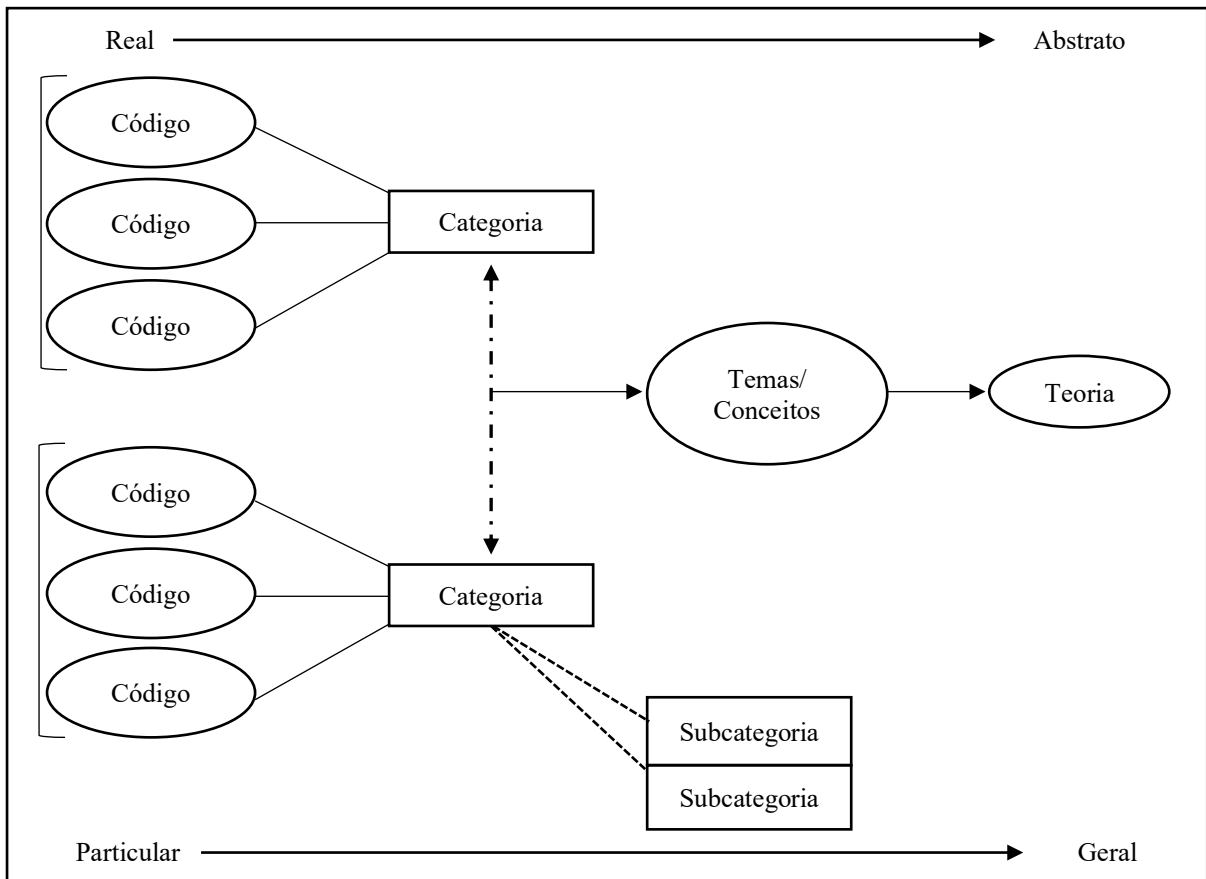 Real
Abstrato
Código
Código
Categoria
Código
Temas/
Conceitos
Teoria
Código
Código
Categoria
Código
Subcategoria
Subcategoria
Particular
Geral